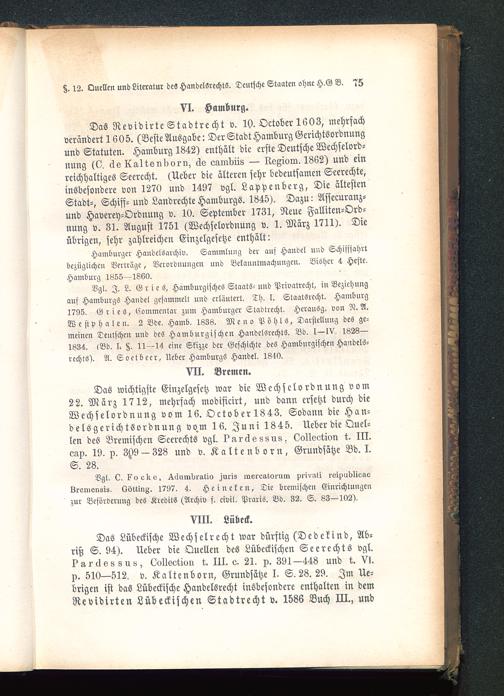 §. 12. Quellen und Literatur des Handelsrechts. Deutsche Staaten ohne H.G B. 75
VI. Hamburg.
Das Revidirte Stadtrecht v. 10. October 1603, mehrfach
verändert 1605. (Beste Ausgabe: Der Stadt Hamburg Gerichtsordnung
und Statuten. Hamburg 1842) enthält die erste Deutsche Wechselord-
nung (C. de Kaltenborn, de cambiis — Regiom. 1862) und ein
reichhaltiges Seerecht. (Ueber die älteren sehr bedeutsamen Seerechte,
insbesondere von 1270 und 1497 vgl. Lappenberg, Die ältesten
Stadt-, Schiff- und Landrechte Hamburgs. 1845). Dazu: Assecuranz-
und Haverey-Ordnung v. 10. September 1731, Neue Falliten-Ord-
nung v. 31. August 1751 (Wechselordnung v. 1. März 1711). Die
übrigen, sehr zahlreichen Einzelgesetze enthält:
Hamburger Handelsarchiv. Sammlung der auf Handel und Schifffahrt
bezüglichen Verträge, Verordnungen und Bekanntmachungen. Bisher 4 Hefte.
Hamburg 1855—1860.
Vgl. J. L. Gries, Hamburgisches Staats- und Privatrecht, in Beziehung
auf Hamburgs Handel gesammelt und erläutert. Th. I. Staatsrecht. Hamburg
1795. Gries, Commentar zum Hamburger Stadtrecht. Herausg. von N. A.
Westphalen. 2 Bde. Hamb. 1838. Meno Pöhls, Darstellung des ge-
meinen Deutschen und des Hamburgischen Handelsrechts. Bd. I—IV. 1828—
1834. (Bd. I. §. 11—14 eine Skizze der Geschichte des Hamburgischen Handels-
rechts). A. Soetbeer, Ueber Hamburgs Handel. 1840.
VII. Bremen.
Das wichtigste Einzelgesetz war die Wechselordnung vom
22. März 1712, mehrfach modificirt, und dann ersetzt durch die
Wechselordnung vom 16. October 1843. Sodann die Han-
delsgerichtsordnung vom 16. Juni 1845. Ueber die Quel-
len des Bremischen Seerechts vgl. Pardessus, Collection t. III.
cap. 19. p. 309—328 und v. Kaltenborn, Grundsätze Bd. I.
S. 28.
Vgl. C. Focke, Adumbratio juris mercatorum privati reipublicae
Bremensis. Götting. 1797. 4. Heineken, Die bremischen Einrichtungen
zur Beförderung des Kredits (Archiv f. civil. Praxis. Bd. 32. S. 83—102).
VIII. Lübeck.
Das Lübeckische Wechselrecht war dürftig (Dedekind, Ab-
riß S. 94). Ueber die Quellen des Lübeckischen Seerechts vgl.
Pardessus, Collection t. III. c. 21. p. 391—448 und t. VI.
p. 510—512. v. Kaltenborn, Grundsätze I. S. 28. 29. Im Ue-
brigen ist das Lübeckische Handelsrecht insbesondere enthalten in dem
Revidirten Lübeckischen Stadtrecht v. 1586 Buch III., und